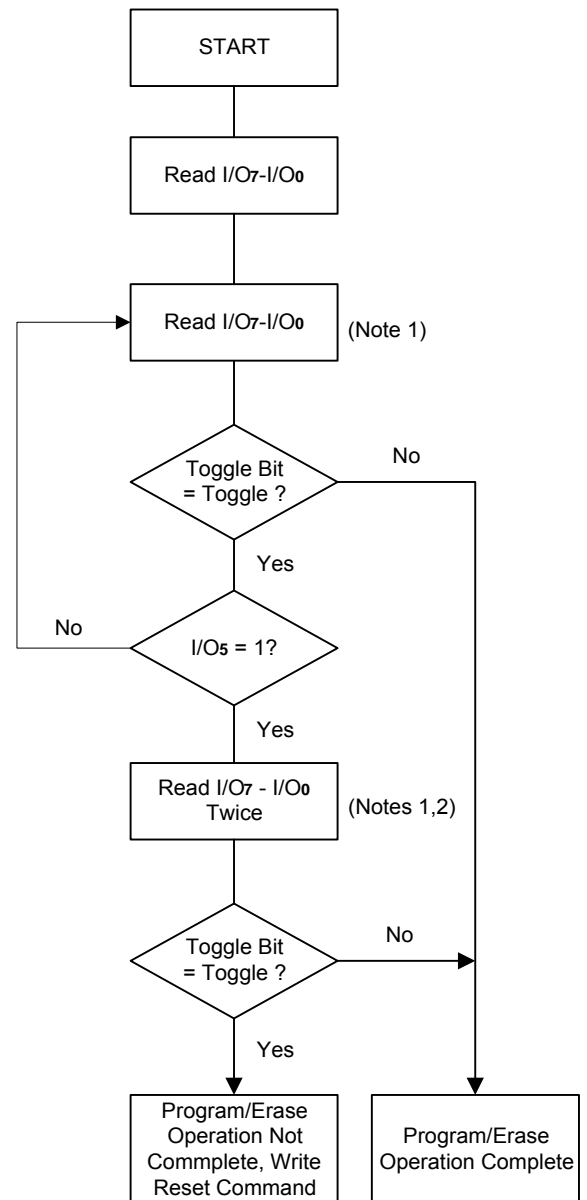 START
Read I/O7-I/O0
Read I/O7-I/O0
(Note 1)
Toggle Bit
= Toggle ?
No
Yes
No
I/O5 = 1?
Yes
Read I/O7 - I/O0
Twice
(Notes 1,2)
Toggle Bit
= Toggle ?
No
Yes
Program/Erase
Operation Not
Commplete, Write
Reset Command
Program/Erase
Operation Complete